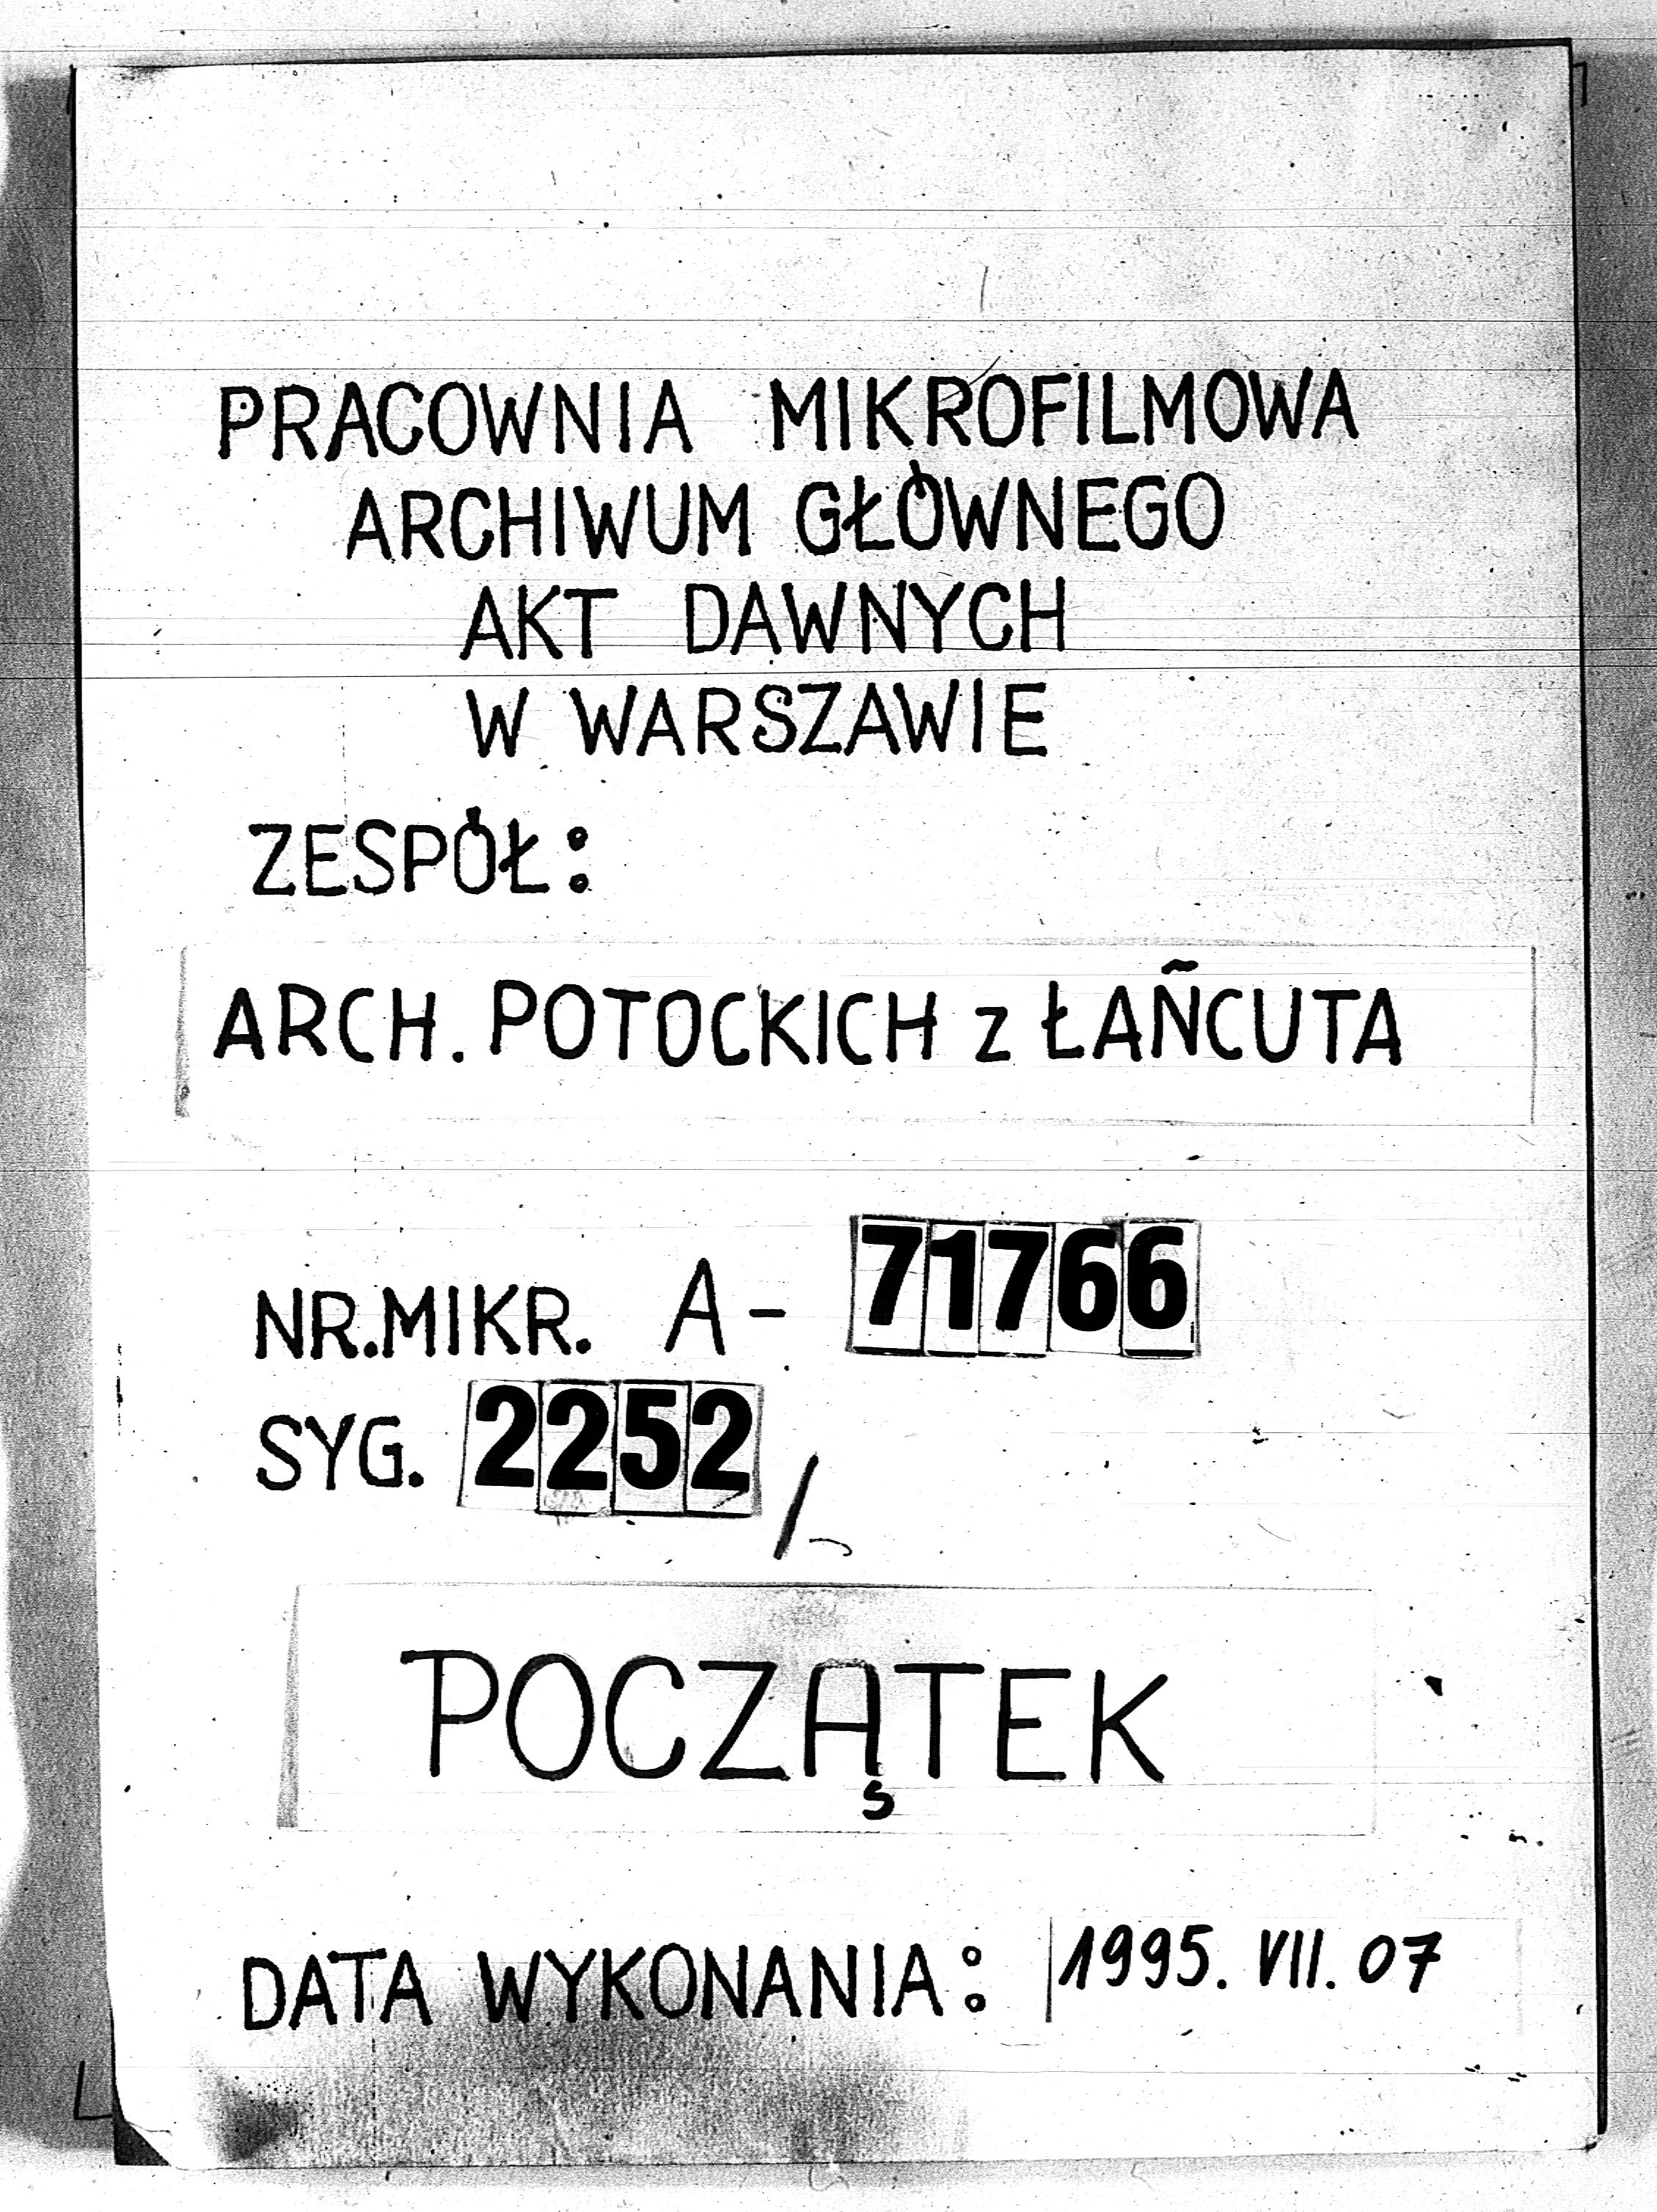 PRACOWNIA MIKROFILMOWA
ARCHIWUM GŁÓWNEGO
AKT DAWNYCH
W WARSZAWIE
ZESPÓŁ:
ARCH. POTOCKICH z ŁAŃCUTA
NR.MIKR. A- 71766
SYG. 2252/-
POCZĄTEK
DATA WYKONANIA: 1995. VII. 07